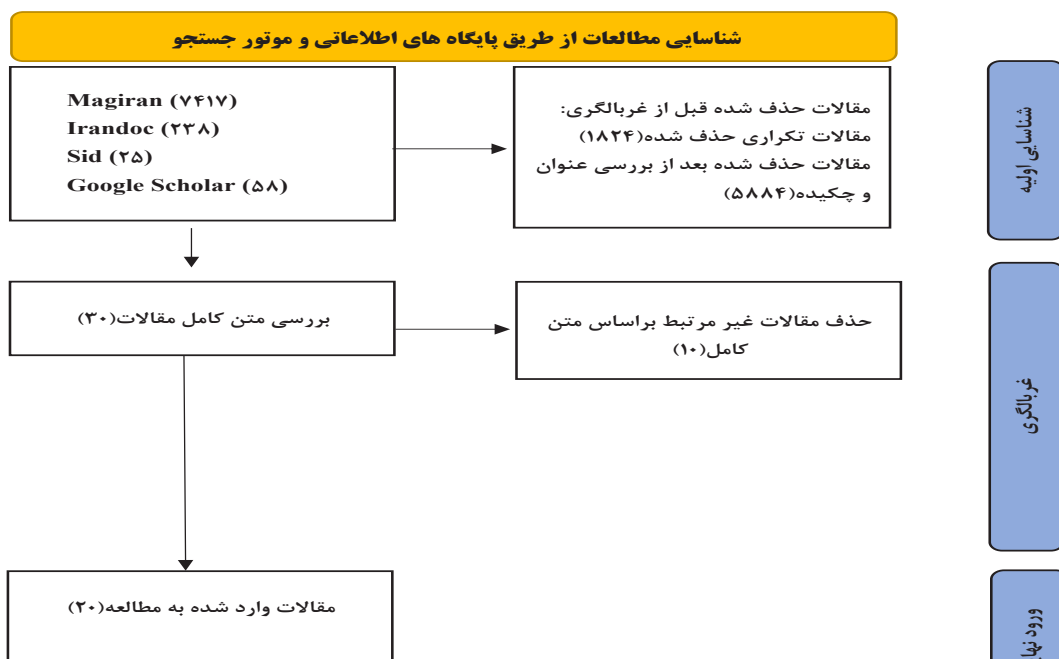 شناسایی مطالعات از طریق پایگاه های اطلاعاتی و موتور جستجو
Magiran (۷۴۱۷)
Irandoc (۲۳۸)
Sid (۲۵)
Google Scholar (۵۸)
مقالات حذف شده قبل از غربالگری:
مقالات تکراری حذف شده(۱۸۲۴)
مقالات حذف شده بعد از بررسی عنوان
و چکیده(۵۸۸۴)
شناسایی اولیه
بررسی متن کامل مقالات(۳۰)
حذف مقالات غیر مرتبط براساس متن
کامل(۱۰)
غربالگری
مقالات وارد شده به مطالعه(۲۰)
ورود